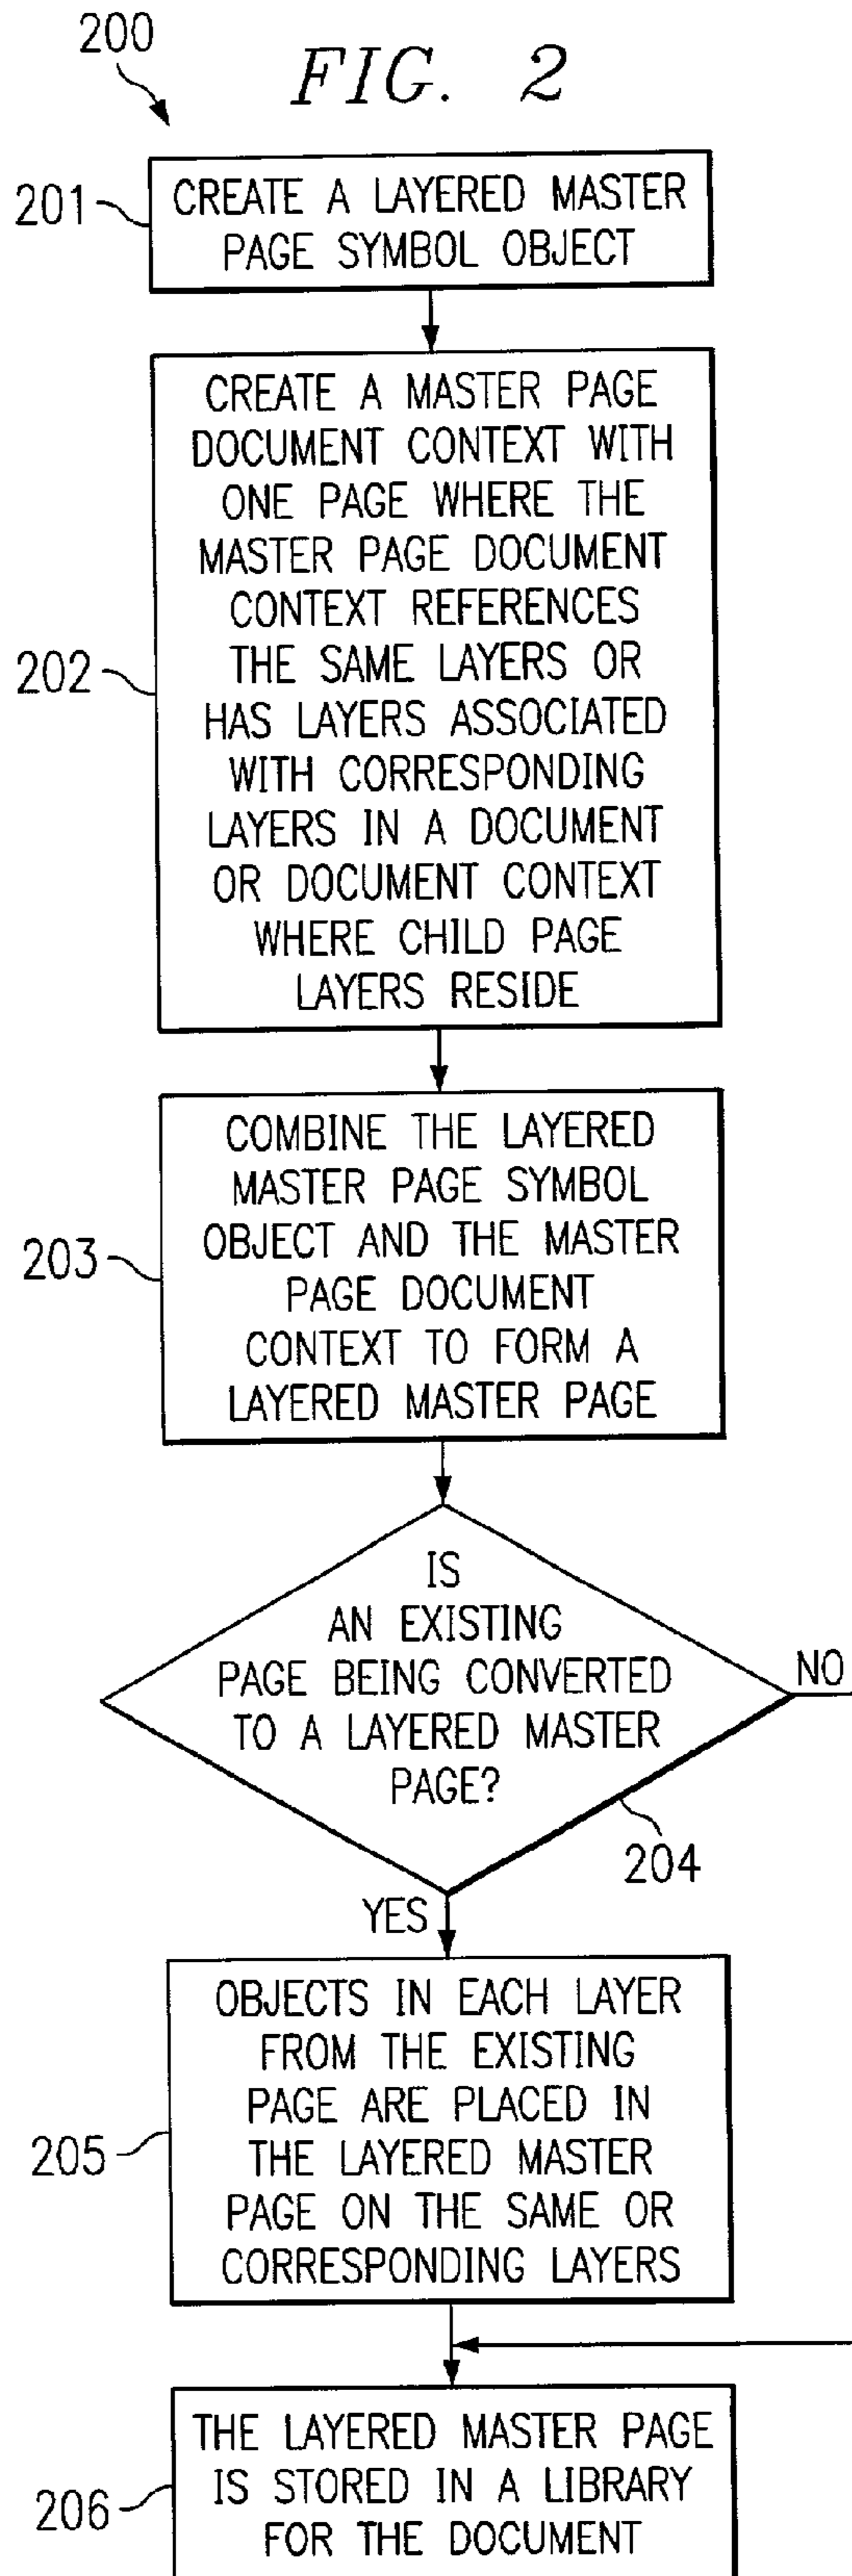 200
FIG. 2
201
CREATE A LAYERED MASTER
PAGE SYMBOL OBJECT
202
CREATE A MASTER PAGE
DOCUMENT CONTEXT WITH
ONE PAGE WHERE THE
MASTER PAGE DOCUMENT
CONTEXT REFERENCES
THE SAME LAYERS OR
HAS LAYERS ASSOCIATED
WITH CORRESPONDING
LAYERS IN A DOCUMENT
OR DOCUMENT CONTEXT
WHERE CHILD PAGE
LAYERS RESIDE
203
COMBINE THE LAYERED
MASTER PAGE SYMBOL
OBJECT AND THE MASTER
PAGE DOCUMENT
CONTEXT TO FORM A
LAYERED MASTER PAGE
IS
AN EXISTING
PAGE BEING CONVERTED
TO A LAYERED MASTER
PAGE?
NO
204
YES
205
OBJECTS IN EACH LAYER
FROM THE EXISTING
PAGE ARE PLACED IN
THE LAYERED MASTER
PAGE ON THE SAME OR
CORRESPONDING LAYERS
206
THE LAYERED MASTER PAGE
IS STORED IN A LIBRARY
FOR THE DOCUMENT